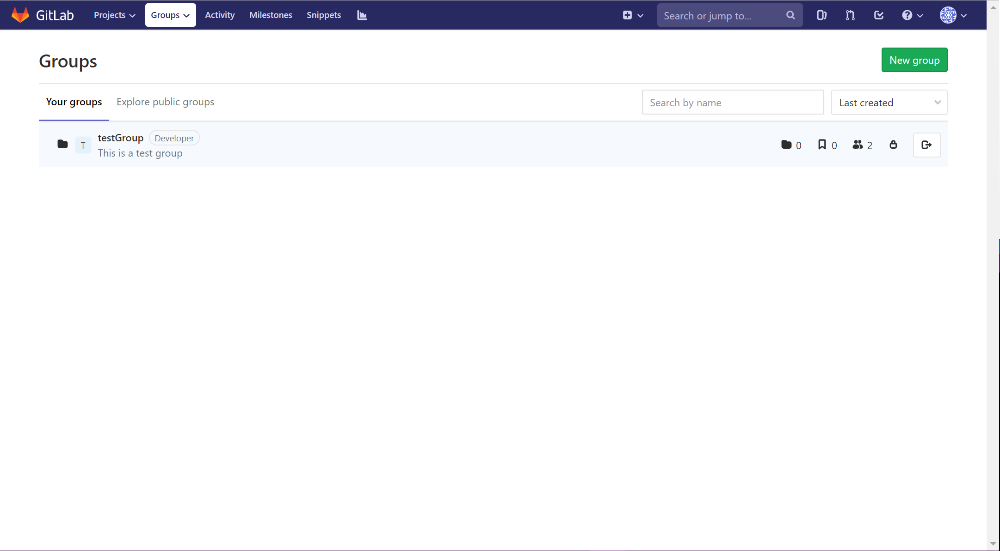 GitLab Projects Groups Activity Milestones Snippets Search or jump to...
Groups New group
Your groups Explore public groups Search by name Last created
T testGroup Developer 0 0 2
This is a test group